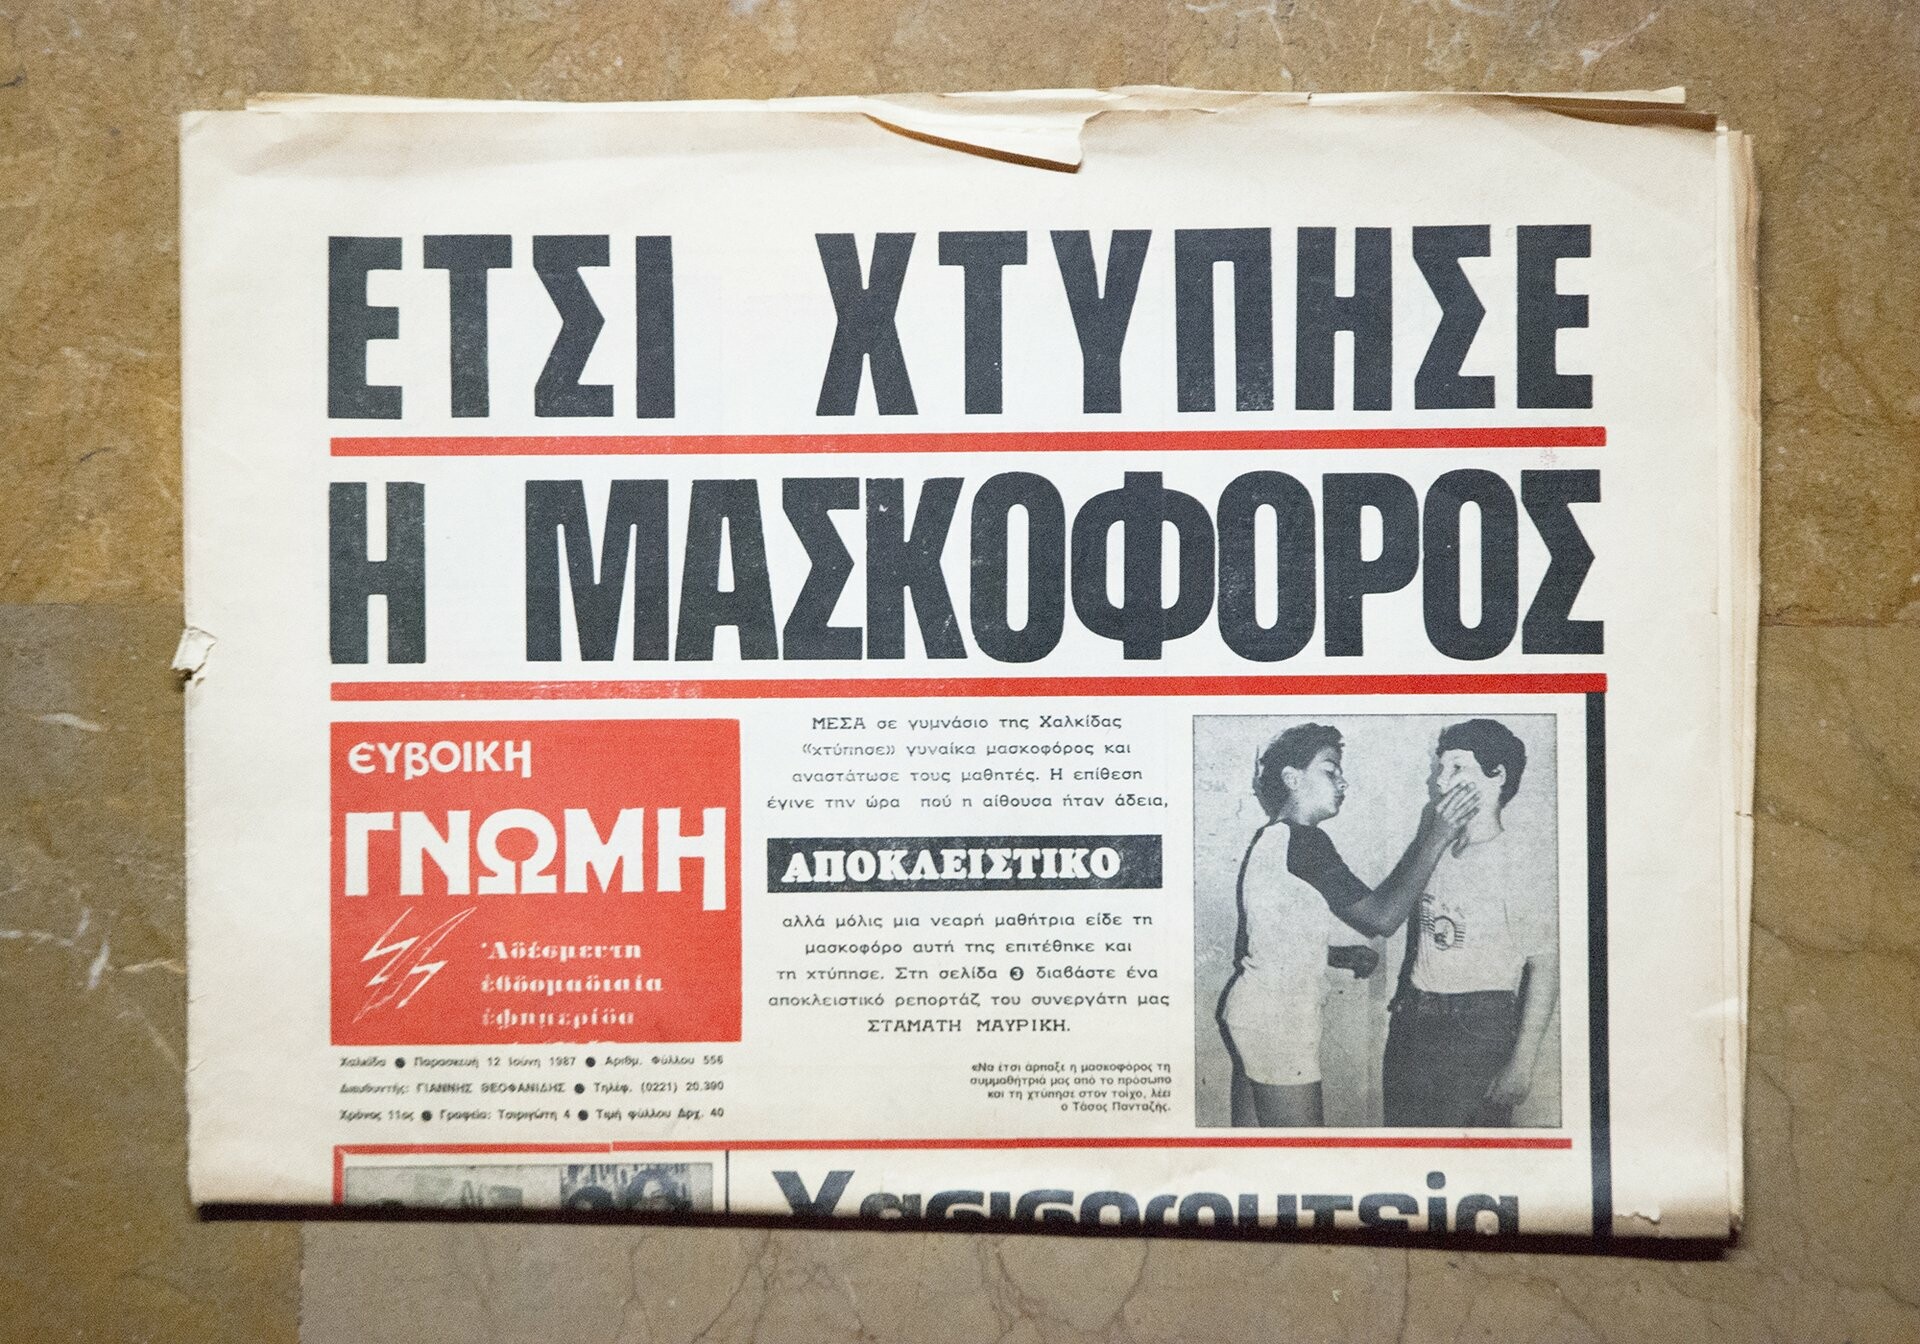 ΕΤΣΙ ΧΤΥΠΗΣΕ
Η ΜΑΣΚΟΦΟΡΟΣ
ΕΥΒΟΙΚΗ
ΓΝΩΜΗ
Ἀδέσμευτη
ἑβδομαδιαία
ἐφημερίδα
Χαλκίδα ● Παρασκευή 12 Ιούνη 1987 ● Αριθμ. Φύλλου 556
Διευθυντής: ΓΙΑΝΝΗΣ ΘΕΟΦΑΝΙΔΗΣ ● Τηλέφ. (0221) 20.390
Χρόνος 11ος ● Γραφεία: Τσιριγώτη 4 ● Τιμή φύλλου Δρχ. 40
ΜΕΣΑ σε γυμνάσιο της Χαλκίδας
«χτύπησε» γυναίκα μασκοφόρος και
αναστάτωσε τους μαθητές. Η επίθεση
έγινε την ώρα πού η αίθουσα ήταν άδεια,
ΑΠΟΚΛΕΙΣΤΙΚΟ
αλλά μόλις μια νεαρή μαθήτρια είδε τη
μασκοφόρο αυτή της επιτέθηκε και
τη χτύπησε. Στη σελίδα 3 διαβάστε ένα
αποκλειστικό ρεπορτάζ του συνεργάτη μας
ΣΤΑΜΑΤΗ ΜΑΥΡΙΚΗ.
«Να έτσι άρπαξε η μασκοφόρος τη
συμμαθήτριά μας από το πρόσωπο
και τη χτύπησε στον τοίχο, λέει
ο Τάσος Πανταζής.
Χασισοφυτεία